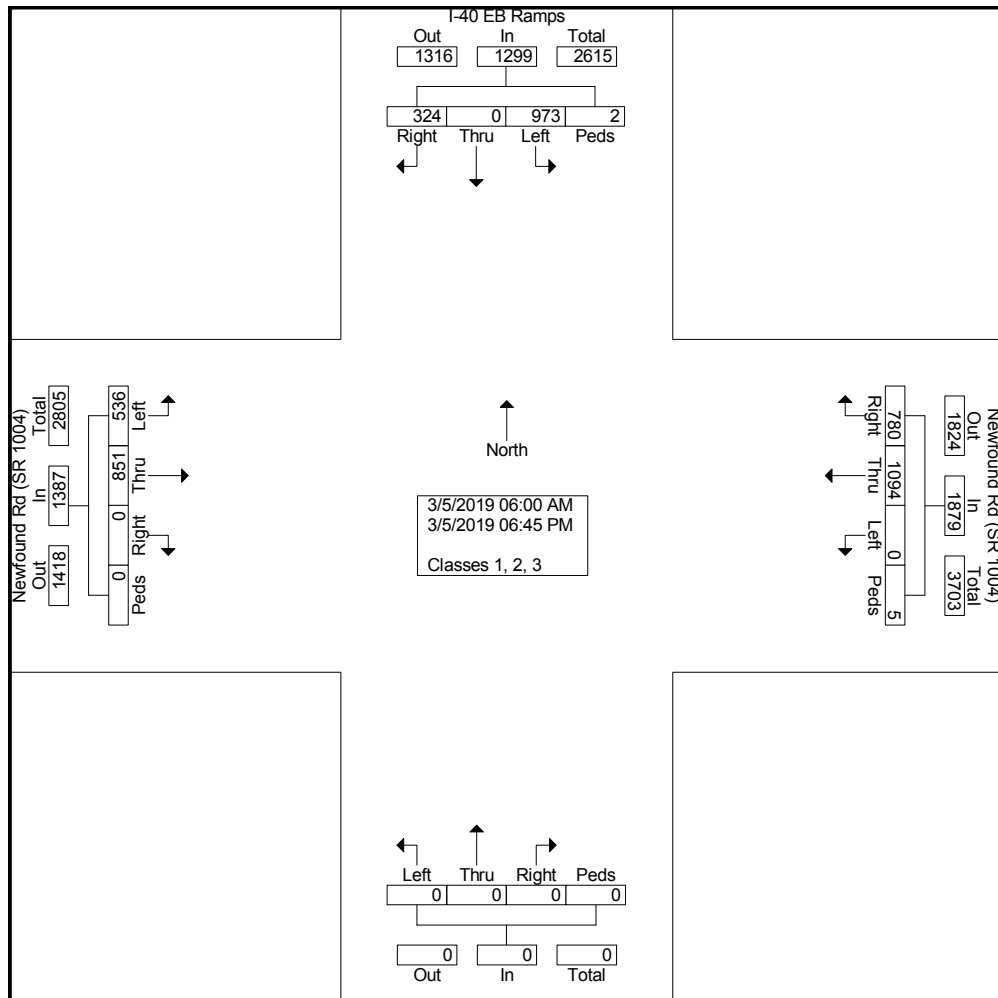 I-40 EB Ramps
Out In Total
1316 1299 2615
324 0 973 2
Right Thru Left Peds
Newfound Rd (SR 1004)
Total In Out
2805 1387 1418
536 851 0 0
Left Thru Right Peds
North
3/5/2019 06:00 AM
3/5/2019 06:45 PM
Classes 1, 2, 3
Newfound Rd (SR 1004)
Out In Total
1824 1879 3703
780 1094 0 5
Right Thru Left Peds
Left Thru Right Peds
0 0 0 0
0 0 0
Out In Total